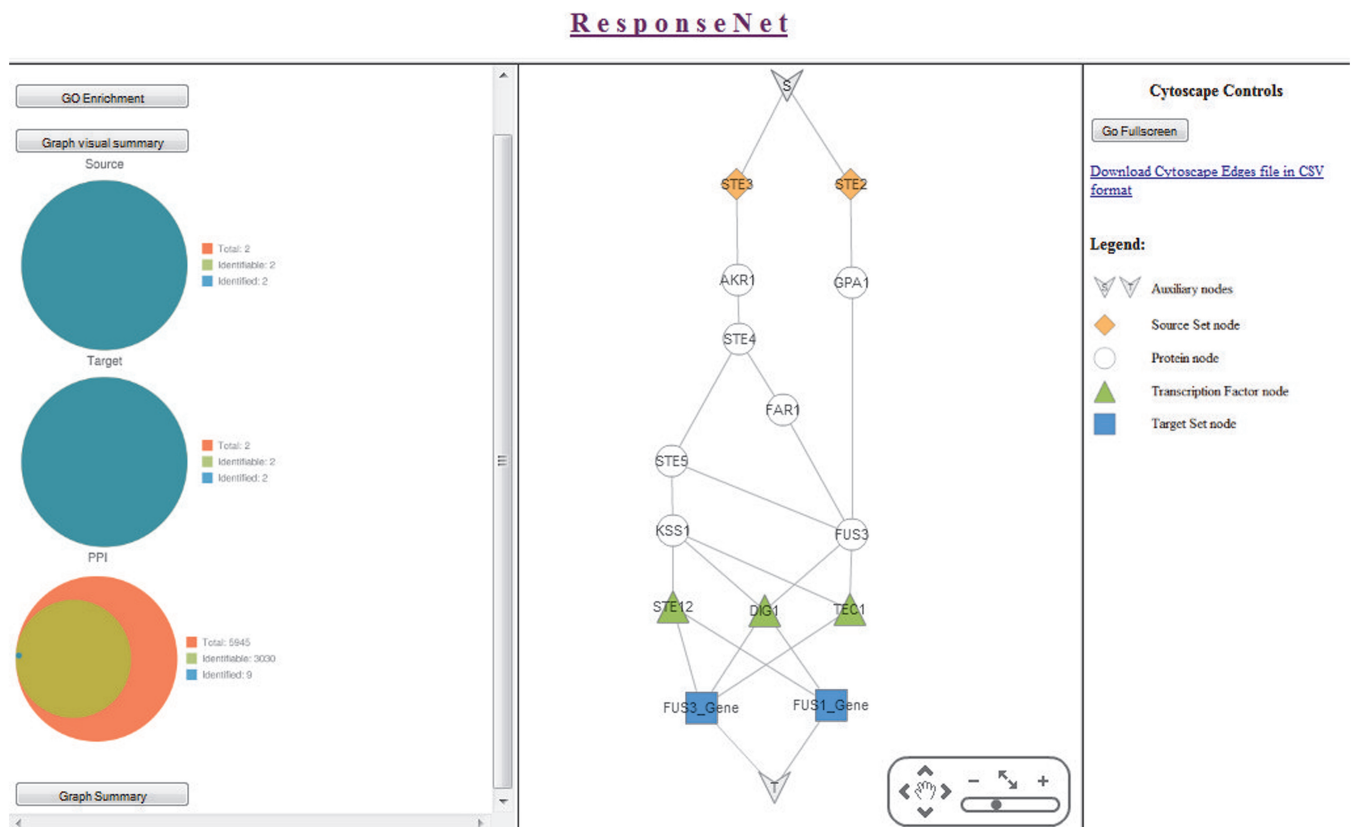 ResponseNet
GO Enrichment
Graph visual summary
Source
Total: 2
Identifiable: 2
Identified: 2
Target
Total: 2
Identifiable: 2
Identified: 2
PPI
Total: 5945
Identifiable: 3030
Identified: 9
Graph Summary
S
STE3
STE2
AKR1
GPA1
STE4
FAR1
STE5
KSS1
FUS3
STE12
DIG1
TEC1
FUS3_Gene
FUS1_Gene
T
Cytoscape Controls
Go Fullscreen
Download Cytoscape Edges file in CSV
format
Legend:
S T Auxiliary nodes
Source Set node
Protein node
Transcription Factor node
Target Set node